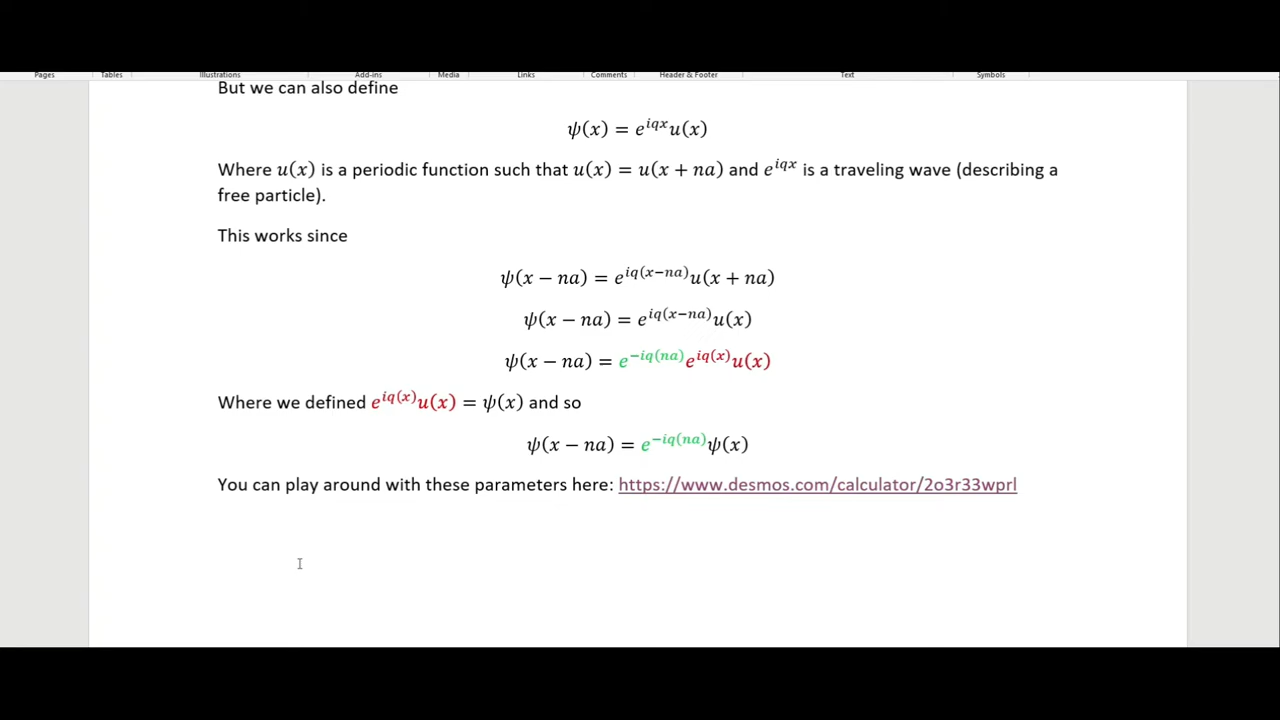 Pages Tables Illustrations Add-ins Media Links Comments Header & Footer Text Symbols
But we can also define
ψ(x) = e^{iqx}u(x)
Where u(x) is a periodic function such that u(x) = u(x + na) and e^{iqx} is a traveling wave (describing a
free particle).
This works since
ψ(x − na) = e^{iq(x−na)}u(x + na)
ψ(x − na) = e^{iq(x−na)}u(x)
ψ(x − na) = e^{−iq(na)}e^{iq(x)}u(x)
Where we defined e^{iq(x)}u(x) = ψ(x) and so
ψ(x − na) = e^{−iq(na)}ψ(x)
You can play around with these parameters here: https://www.desmos.com/calculator/2o3r33wprl